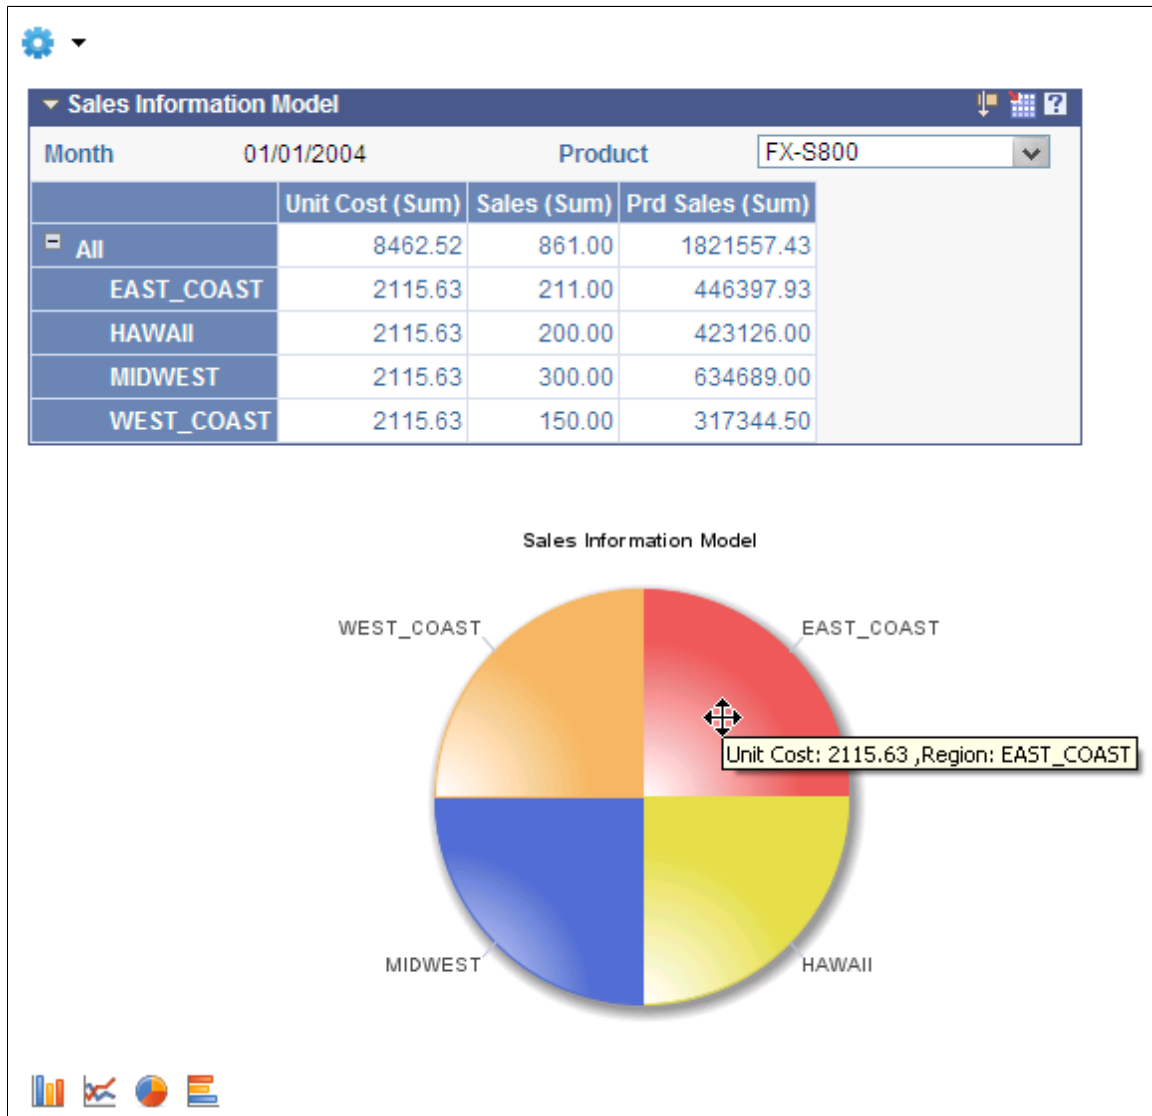 Sales Information Model
Month 01/01/2004 Product FX-S800
Unit Cost (Sum) Sales (Sum) Prd Sales (Sum)
All 8462.52 861.00 1821557.43
EAST_COAST 2115.63 211.00 446397.93
HAWAII 2115.63 200.00 423126.00
MIDWEST 2115.63 300.00 634689.00
WEST_COAST 2115.63 150.00 317344.50
Sales Information Model
WEST_COAST EAST_COAST
Unit Cost: 2115.63 ,Region: EAST_COAST
MIDWEST HAWAII